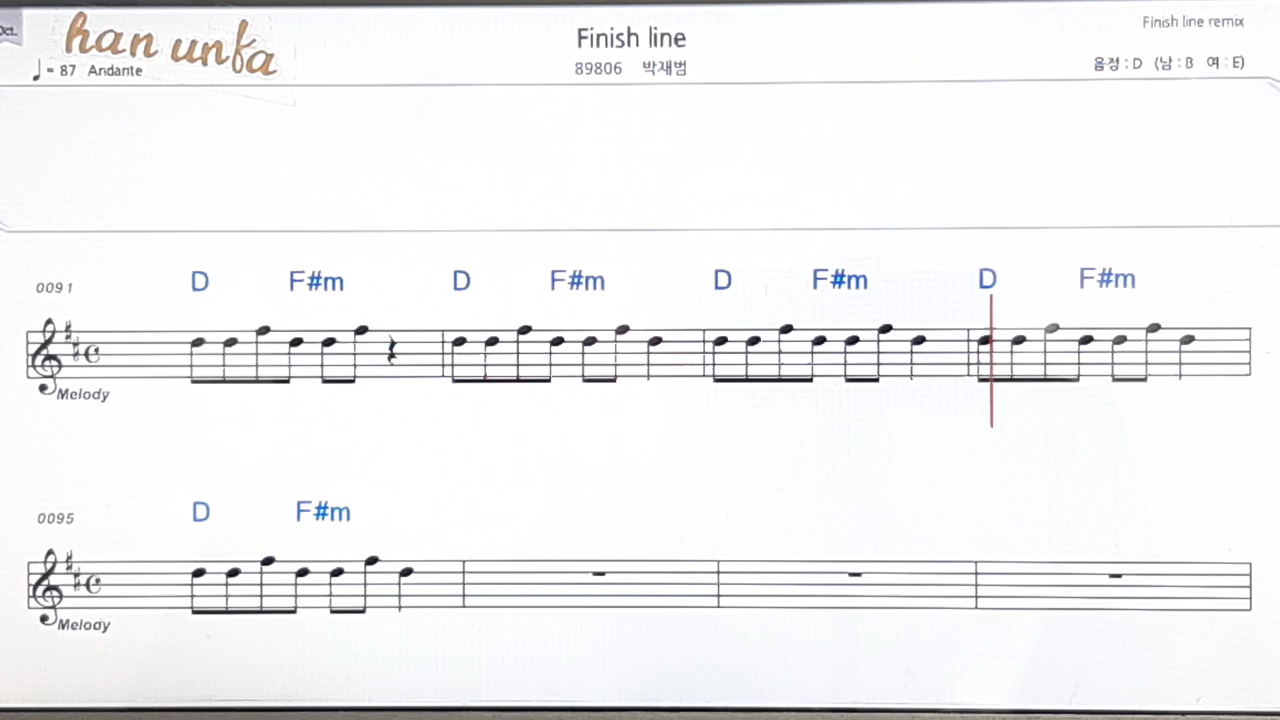 Oct.
han unfa
♩= 87 Andante
Finish line
89806 박재범
Finish line remix
음정 : D (남 : B 여 : E)
D F#m D F#m D F#m D F#m
0091
Melody
D F#m
0095
Melody